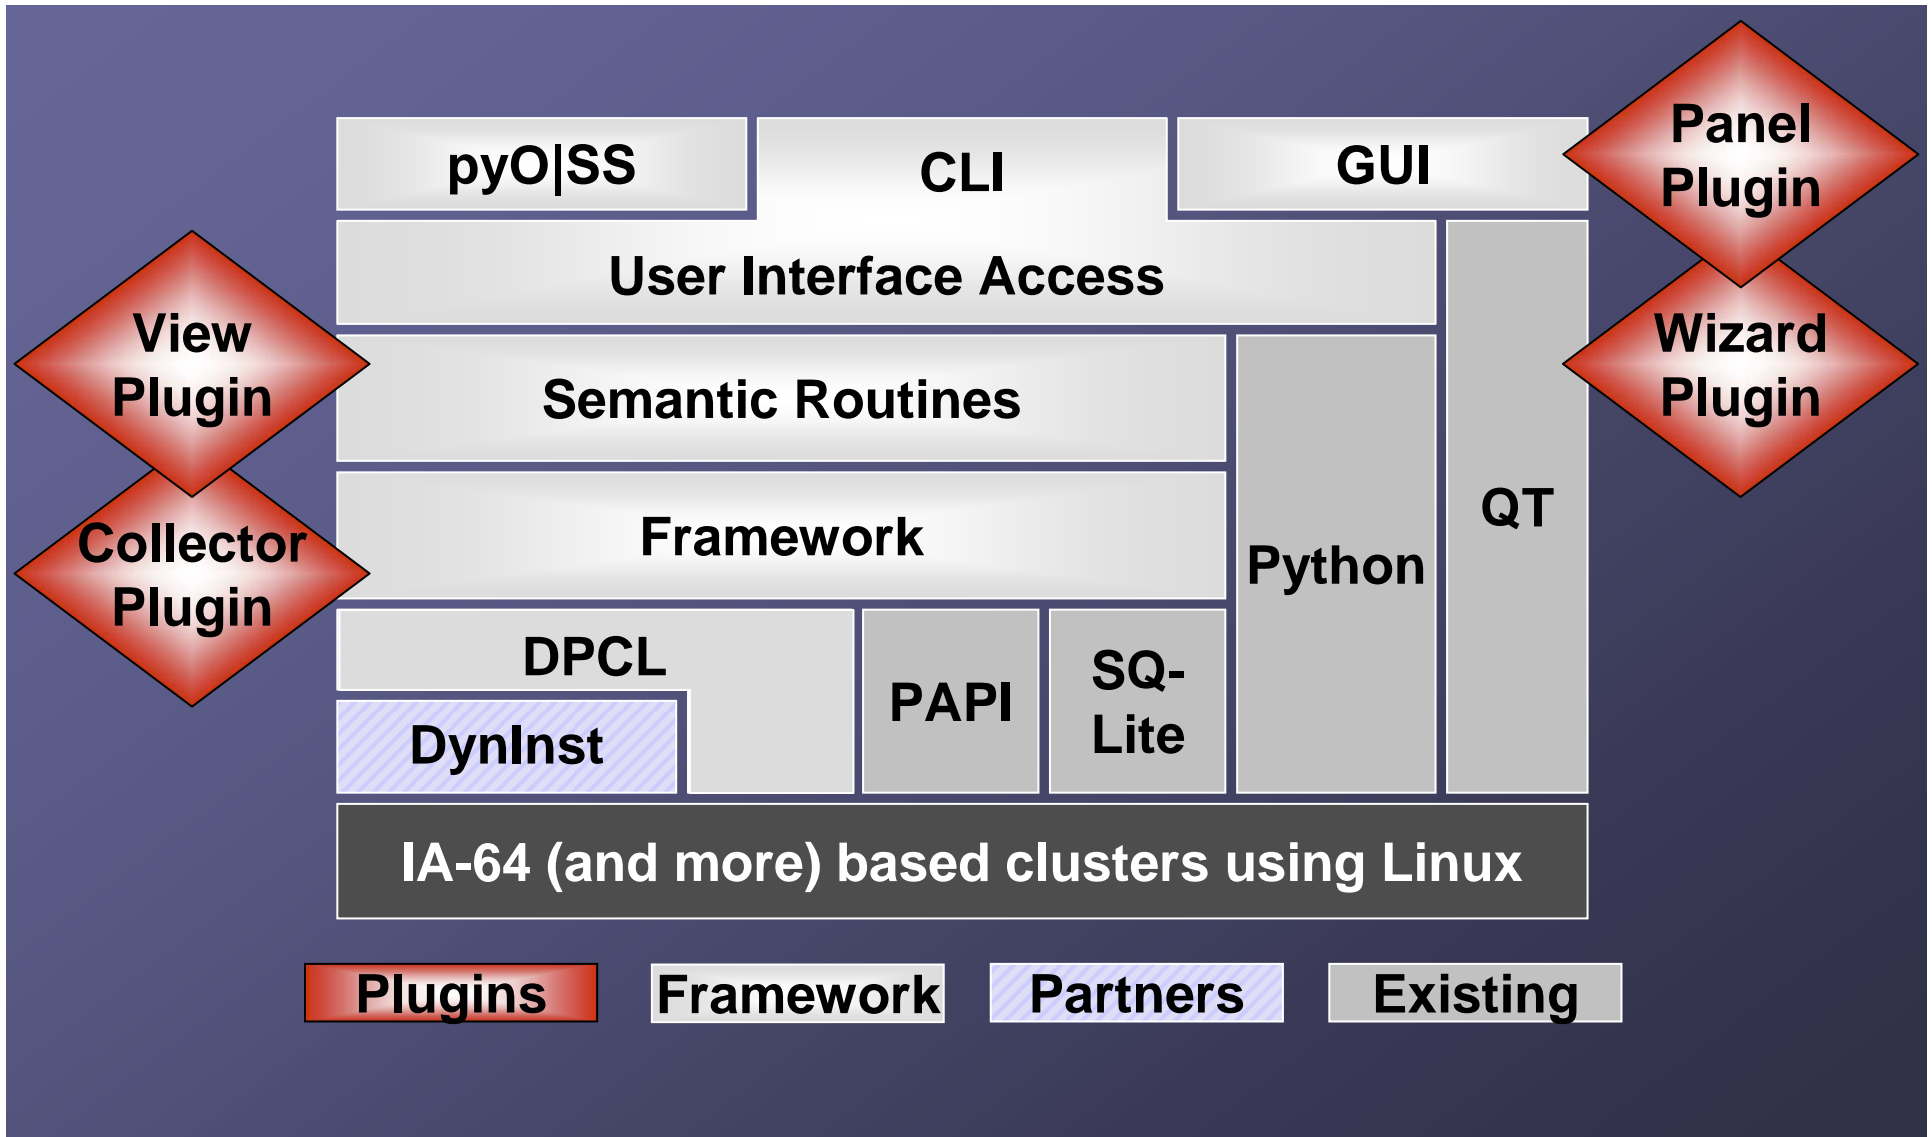 pyO|SS
CLI
GUI
Panel
Plugin
User Interface Access
View
Plugin
Wizard
Plugin
Semantic Routines
Framework
QT
Python
Collector
Plugin
DPCL
PAPI
SQ-
Lite
DynInst
IA-64 (and more) based clusters using Linux
Plugins
Framework
Partners
Existing